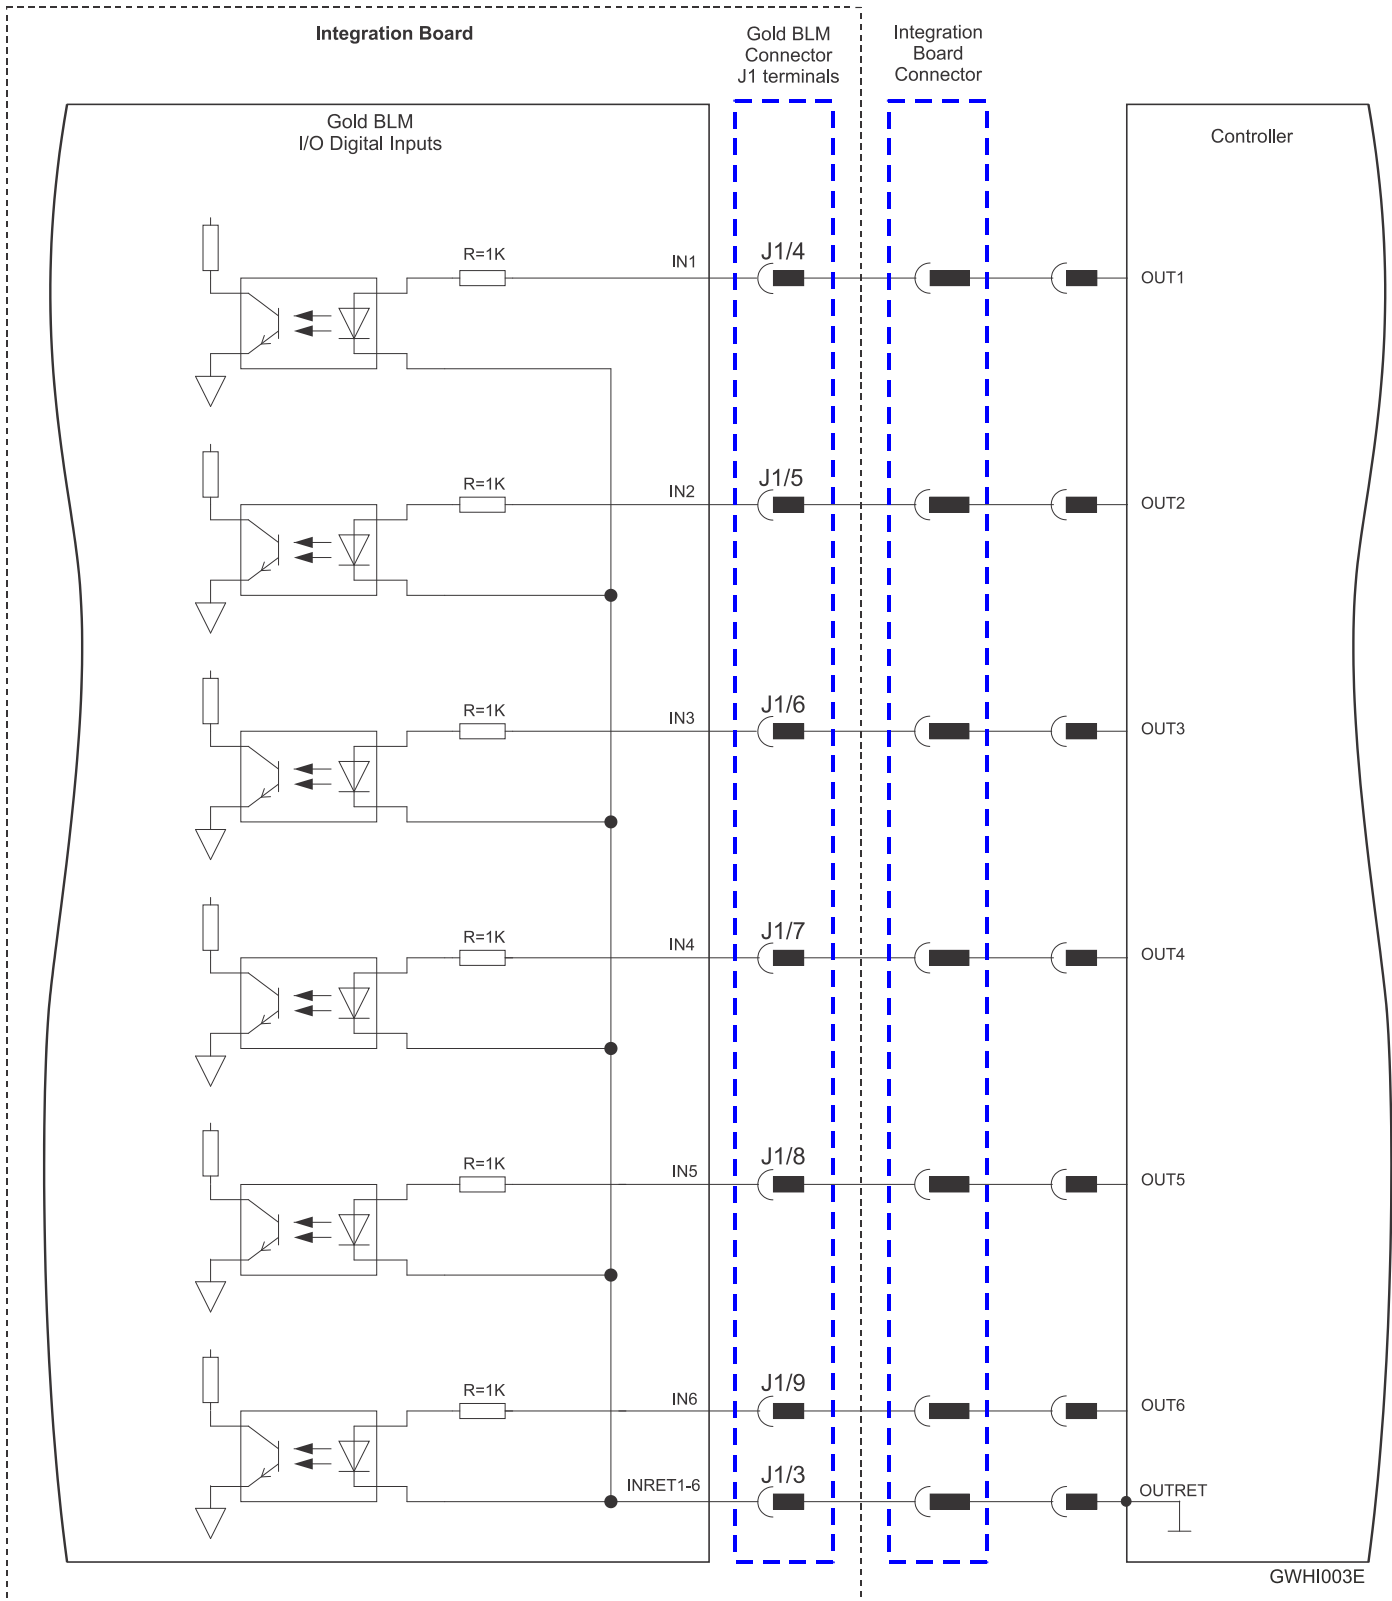 Integration Board
Gold BLM
Connector
J1 terminals
Integration
Board
Connector
Gold BLM
I/O Digital Inputs
Controller
R=1K
IN1
J1/4
OUT1
R=1K
IN2
J1/5
OUT2
R=1K
IN3
J1/6
OUT3
R=1K
IN4
J1/7
OUT4
R=1K
IN5
J1/8
OUT5
R=1K
IN6
J1/9
OUT6
INRET1-6
J1/3
OUTRET
GWHI003E